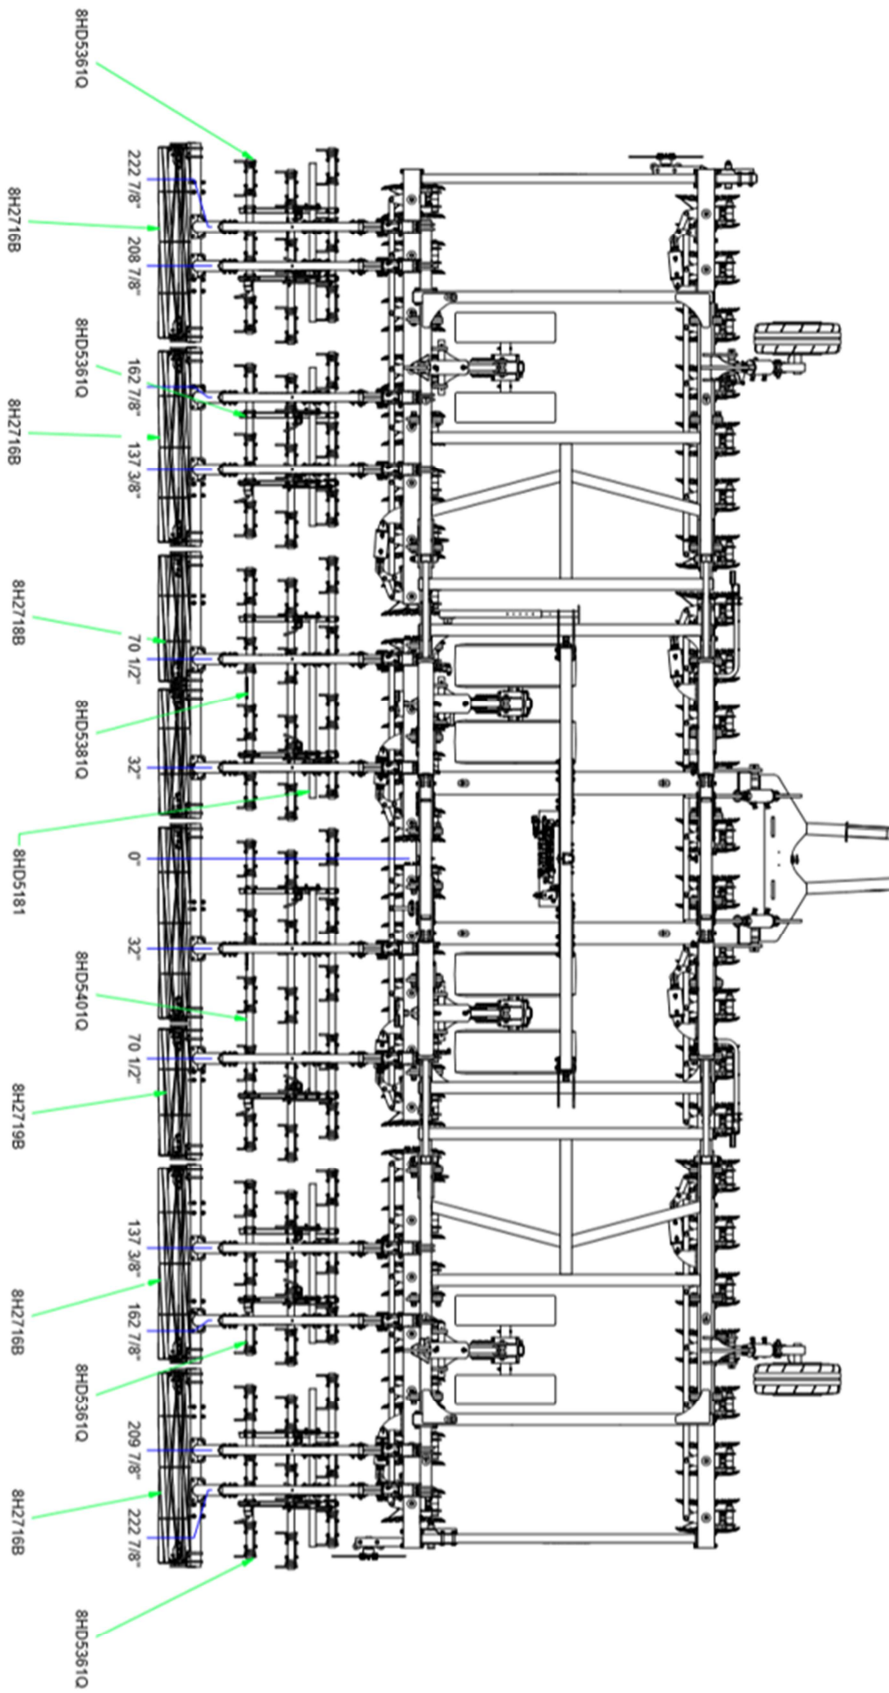 8HD5361Q
222 7/8"
8H2716B
208 7/8"
8HD5361Q
162 7/8"
8H2716B
137 3/8"
8H2718B
70 1/2"
8HD5381Q
32"
8HD5181
0"
32"
8HD5401Q
70 1/2"
8H2719B
137 3/8"
8H2716B
162 7/8"
8HD5361Q
209 7/8"
8H2716B
222 7/8"
8HD5361Q